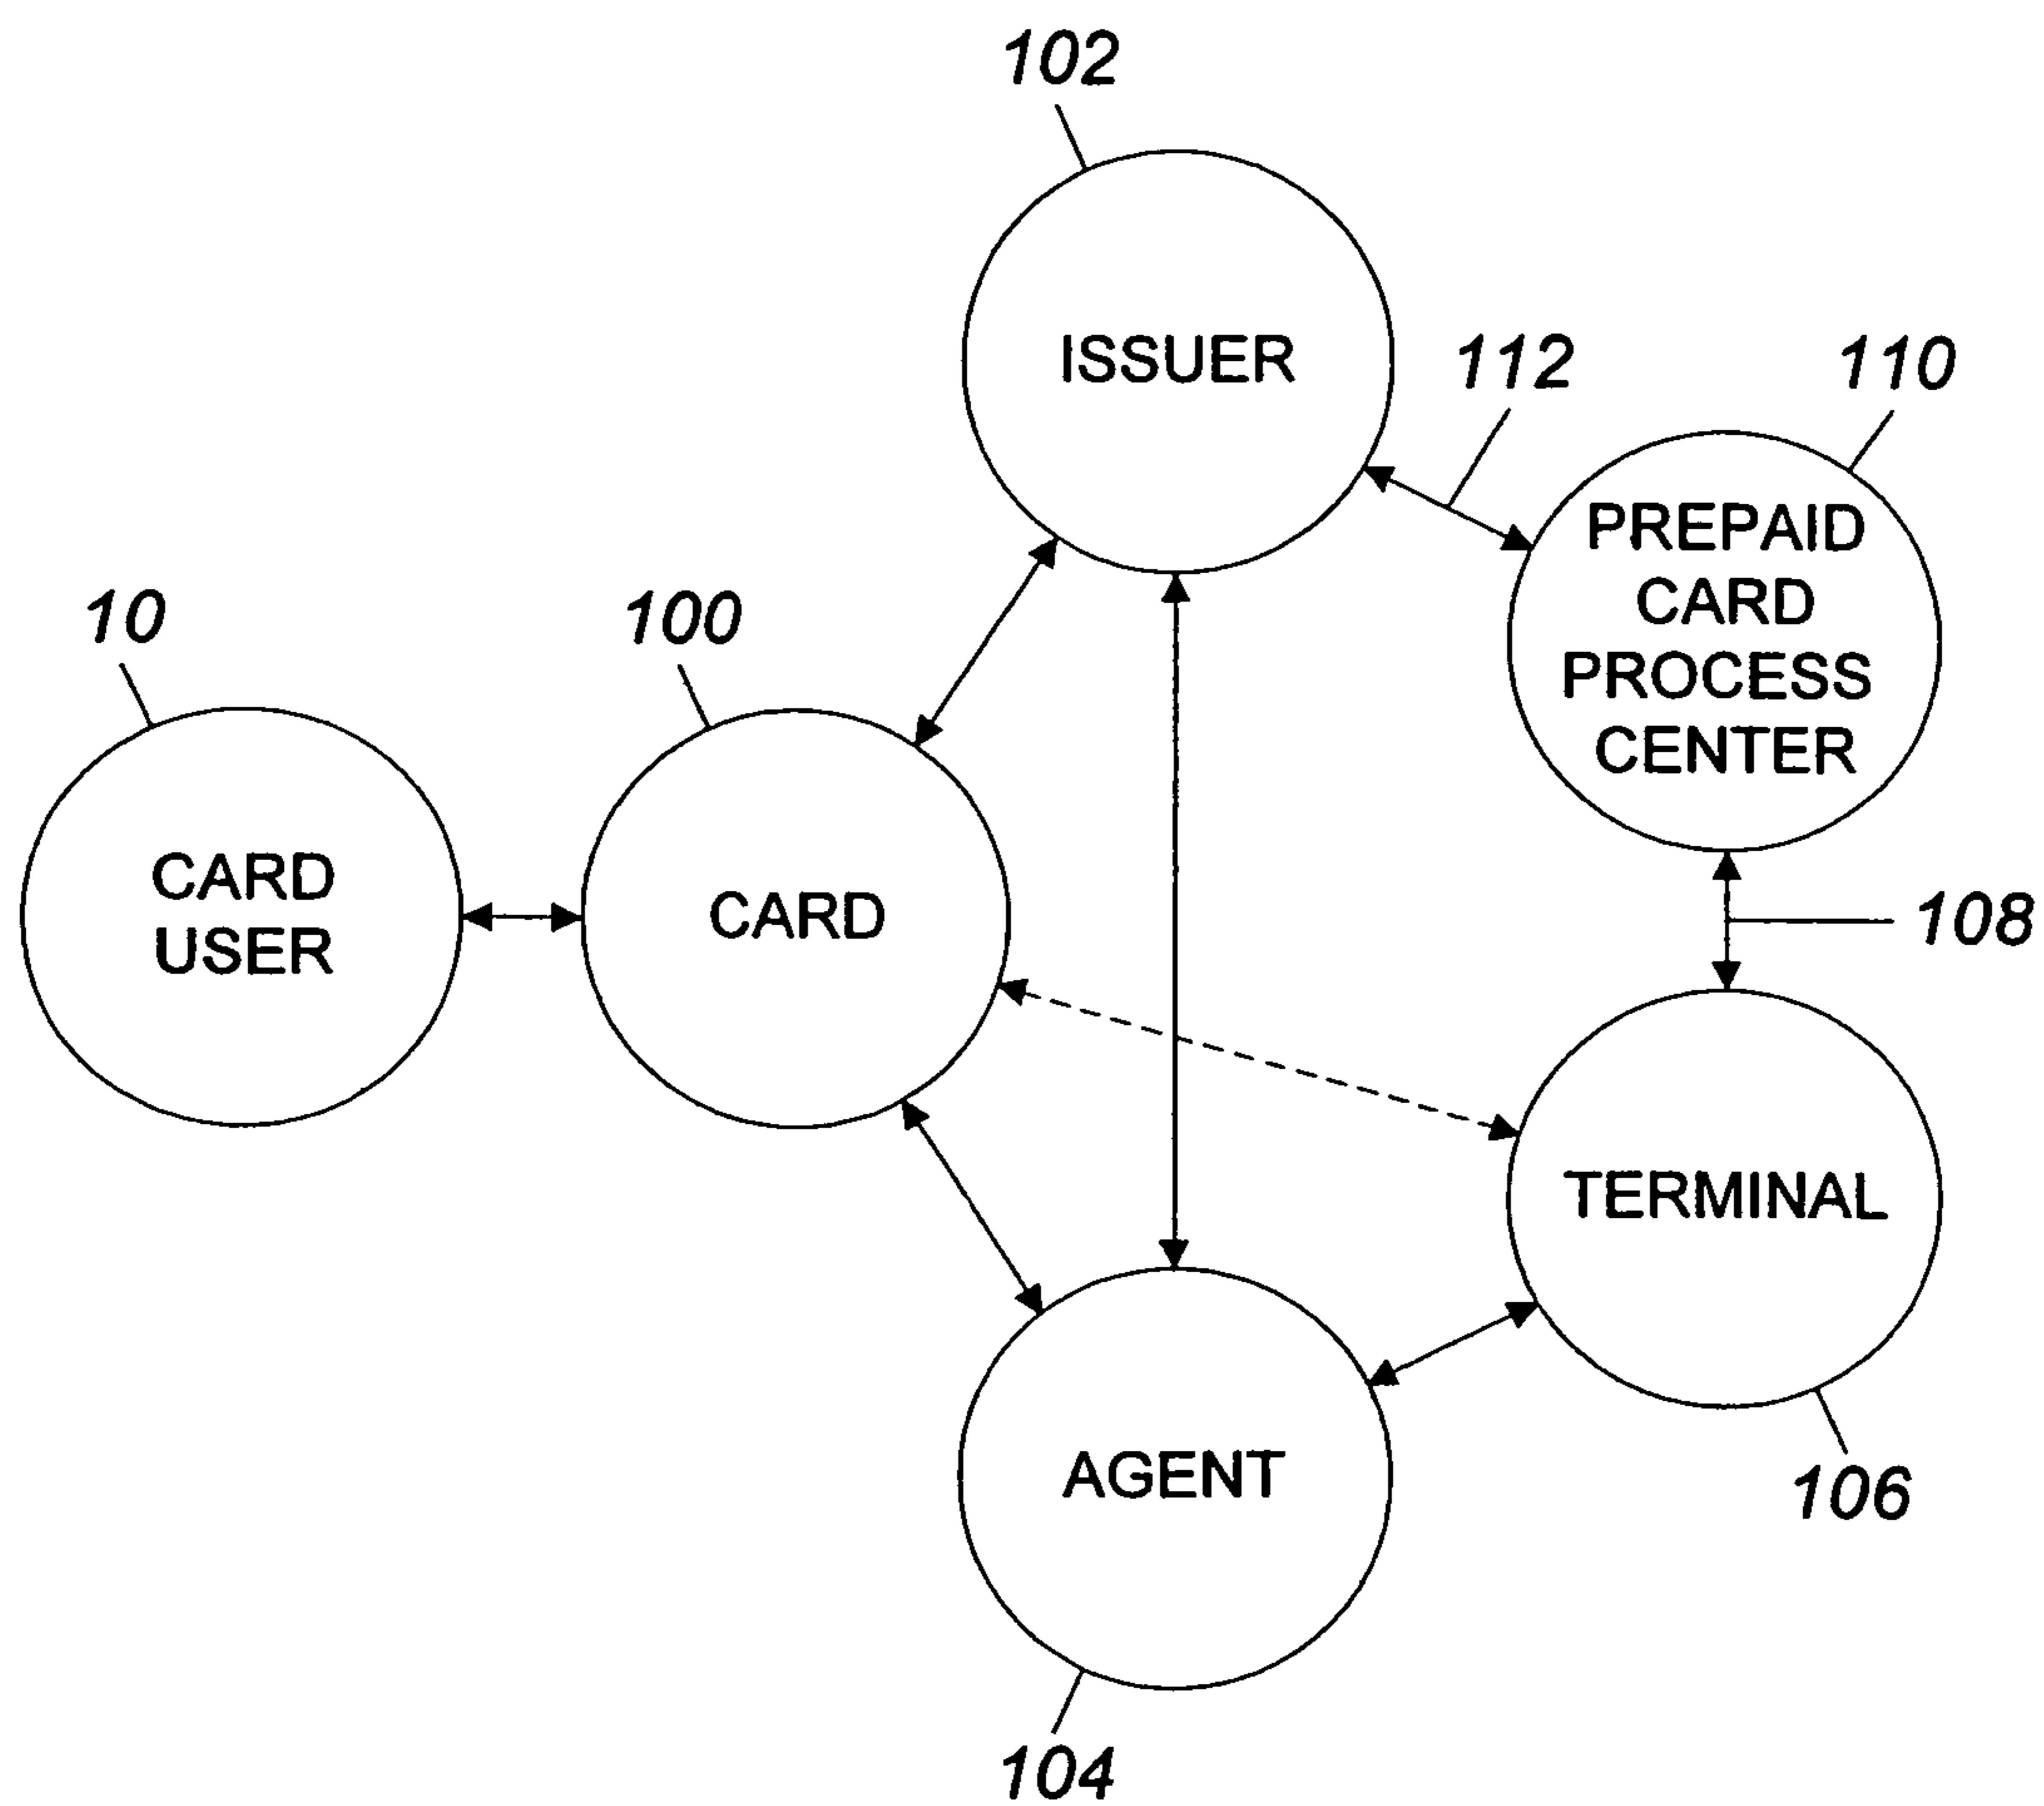 102
ISSUER
112
110
PREPAID
CARD
PROCESS
CENTER
10
100
CARD
USER
CARD
108
TERMINAL
106
AGENT
104